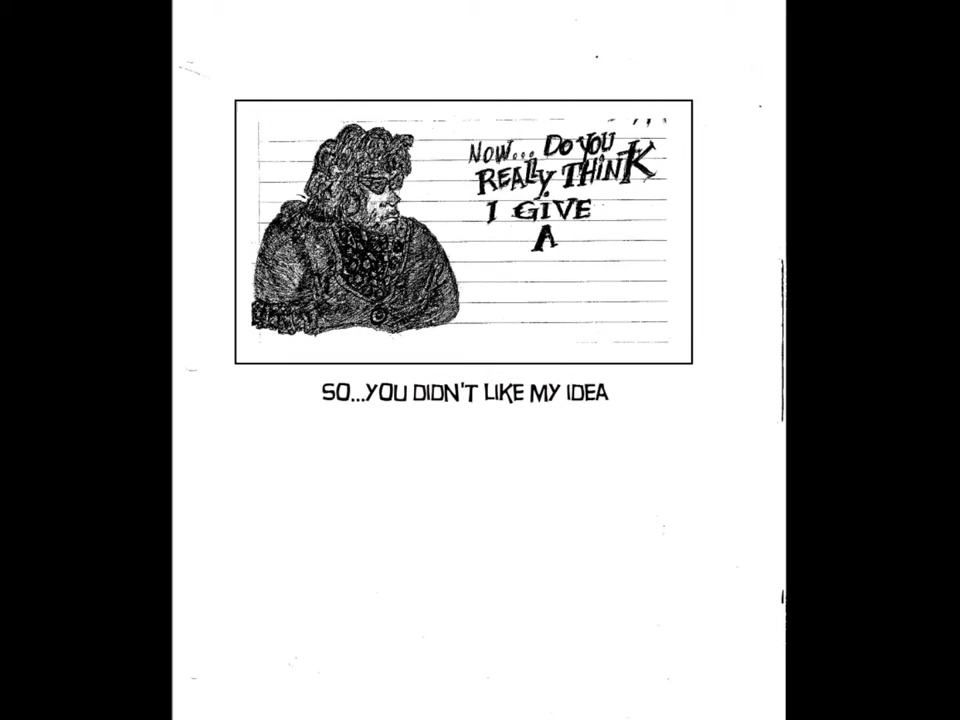 NOW... DO YOU
REALLY THINK
I GIVE
A
SO...YOU DIDN'T LIKE MY IDEA